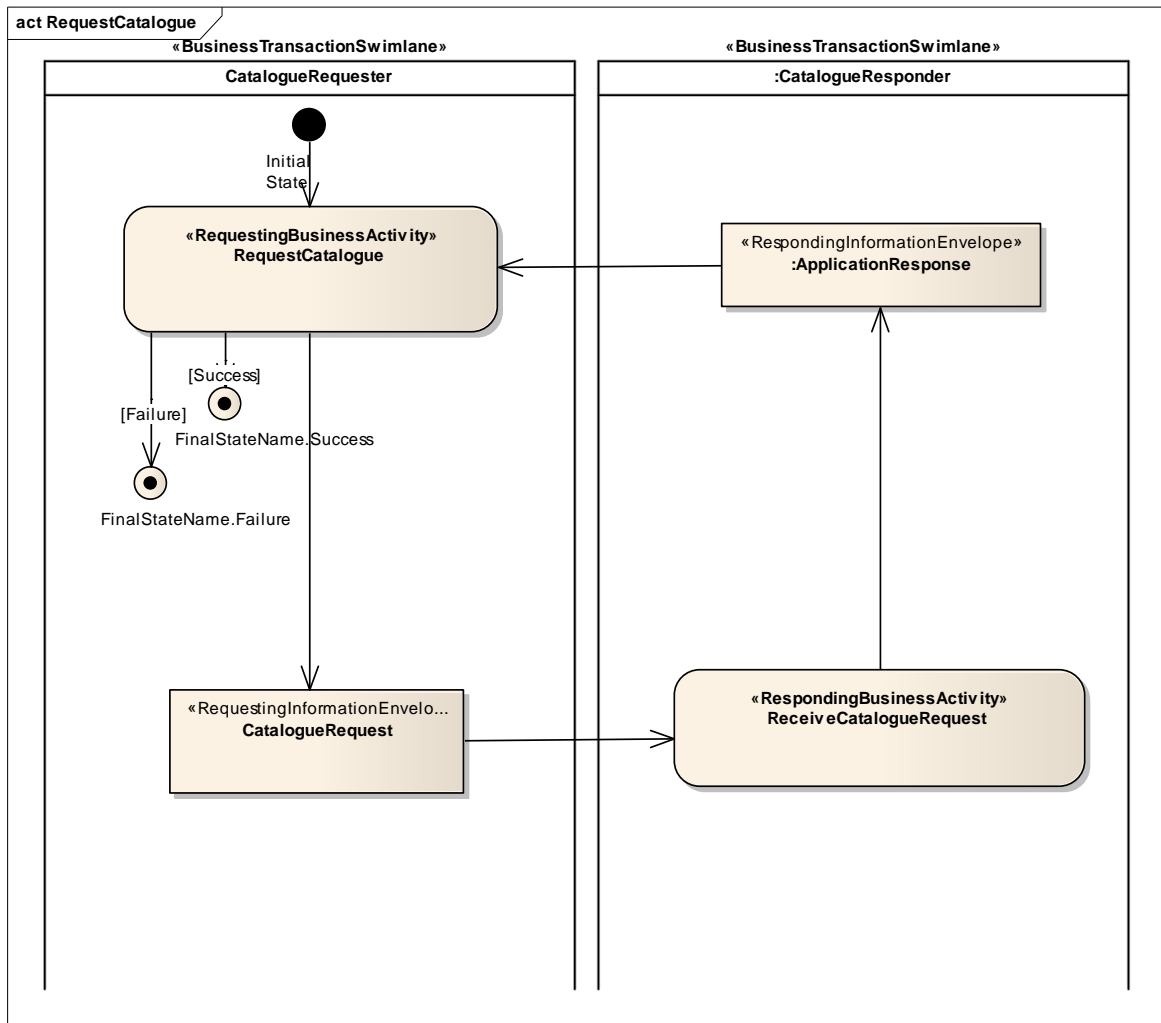 act RequestCatalogue
«BusinessTransactionSwimlane»
CatalogueRequester
Initial
State
«RequestingBusinessActivity»
RequestCatalogue
[Success]
[Failure]
FinalStateName.Success
FinalStateName.Failure
«RequestingInformationEnvelo...
CatalogueRequest
«BusinessTransactionSwimlane»
:CatalogueResponder
«RespondingInformationEnvelope»
:ApplicationResponse
«RespondingBusinessActivity»
ReceiveCatalogueRequest